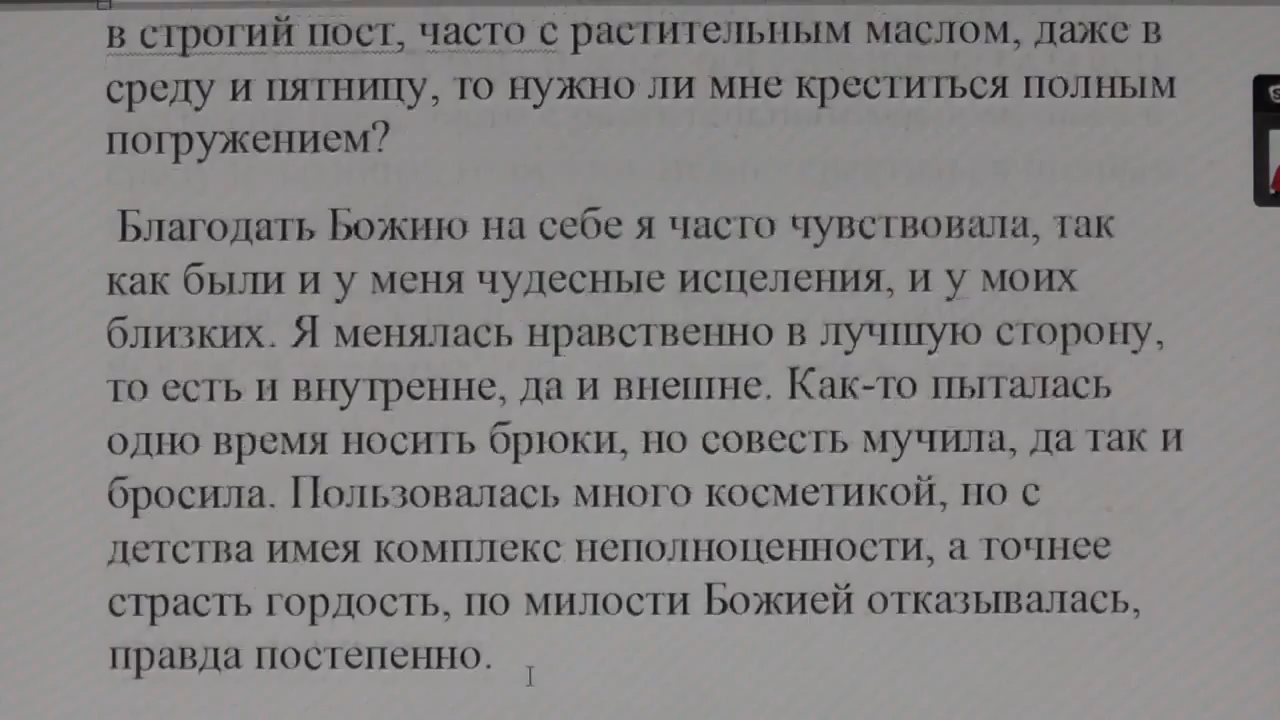 в строгий пост, часто с растительным маслом, даже в
среду и пятницу, то нужно ли мне креститься полным
погружением?
Благодать Божию на себе я часто чувствовала, так
как были и у меня чудесные исцеления, и у моих
близких. Я менялась нравственно в лучшую сторону,
то есть и внутренне, да и внешне. Как-то пыталась
одно время носить брюки, но совесть мучила, да так и
бросила. Пользовалась много косметикой, но с
детства имея комплекс неполноценности, а точнее
страсть гордость, по милости Божией отказывалась,
правда постепенно.